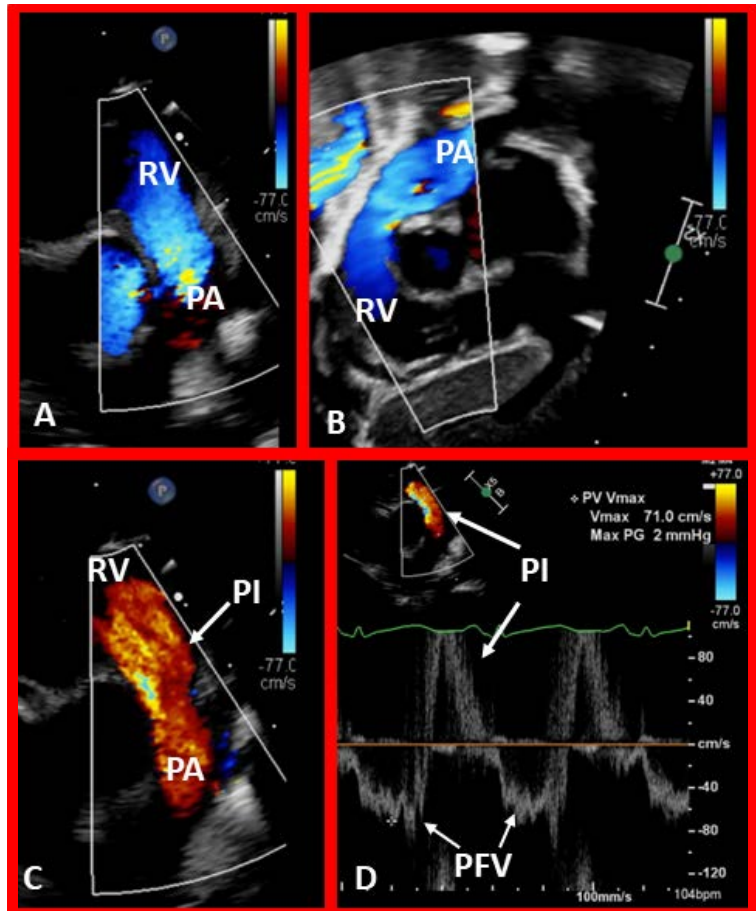 P
RV
PA
A
-77.0
cm/s
PA
RV
B
-77.0
cm/s
x2
P
RV
PI
PA
C
-77.0
cm/s
+77.0
-77.0
cm/s
PV Vmax
Vmax 71.0 cm/s
Max PG 2 mmHg
PI
80
40
cm/s
-40
-80
-120
PFV
D
100mm/s
104bpm